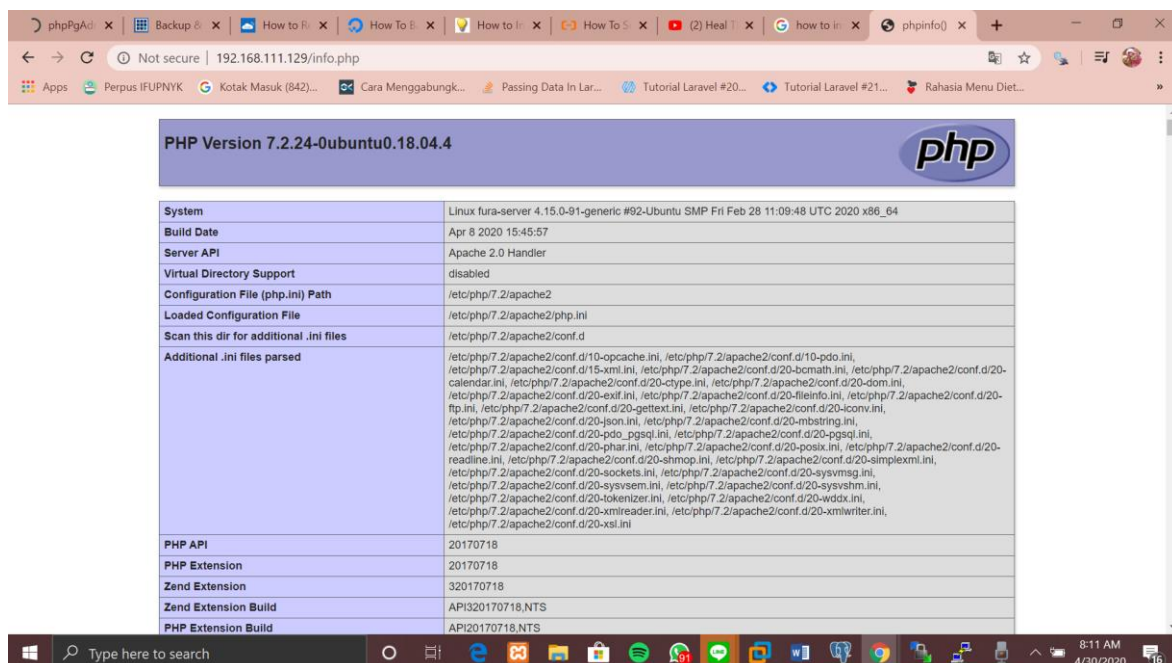 phpPgAd
Backup &
How to R
How To B
How to In
How To S
(2) Heal T
how to in
phpinfo()
Not secure | 192.168.111.129/info.php
Apps
Perpus IFUPNYK
Kotak Masuk (842)...
Cara Menggabungk...
Passing Data In Lar...
Tutorial Laravel #20...
Tutorial Laravel #21...
Rahasia Menu Diet...
PHP Version 7.2.24-0ubuntu0.18.04.4
php
System Linux fura-server 4.15.0-91-generic #92-Ubuntu SMP Fri Feb 28 11:09:48 UTC 2020 x86_64
Build Date Apr 8 2020 15:45:57
Server API Apache 2.0 Handler
Virtual Directory Support disabled
Configuration File (php.ini) Path /etc/php/7.2/apache2
Loaded Configuration File /etc/php/7.2/apache2/php.ini
Scan this dir for additional .ini files /etc/php/7.2/apache2/conf.d
Additional .ini files parsed /etc/php/7.2/apache2/conf.d/10-opcache.ini, /etc/php/7.2/apache2/conf.d/10-pdo.ini,
/etc/php/7.2/apache2/conf.d/15-xml.ini, /etc/php/7.2/apache2/conf.d/20-bcmath.ini, /etc/php/7.2/apache2/conf.d/20-
calendar.ini, /etc/php/7.2/apache2/conf.d/20-ctype.ini, /etc/php/7.2/apache2/conf.d/20-dom.ini,
/etc/php/7.2/apache2/conf.d/20-exif.ini, /etc/php/7.2/apache2/conf.d/20-fileinfo.ini, /etc/php/7.2/apache2/conf.d/20-
ftp.ini, /etc/php/7.2/apache2/conf.d/20-gettext.ini, /etc/php/7.2/apache2/conf.d/20-iconv.ini,
/etc/php/7.2/apache2/conf.d/20-json.ini, /etc/php/7.2/apache2/conf.d/20-mbstring.ini,
/etc/php/7.2/apache2/conf.d/20-pdo_pgsql.ini, /etc/php/7.2/apache2/conf.d/20-pgsql.ini,
/etc/php/7.2/apache2/conf.d/20-phar.ini, /etc/php/7.2/apache2/conf.d/20-posix.ini, /etc/php/7.2/apache2/conf.d/20-
readline.ini, /etc/php/7.2/apache2/conf.d/20-shmop.ini, /etc/php/7.2/apache2/conf.d/20-simplexml.ini,
/etc/php/7.2/apache2/conf.d/20-sockets.ini, /etc/php/7.2/apache2/conf.d/20-sysvmsg.ini,
/etc/php/7.2/apache2/conf.d/20-sysvsem.ini, /etc/php/7.2/apache2/conf.d/20-sysvshm.ini,
/etc/php/7.2/apache2/conf.d/20-tokenizer.ini, /etc/php/7.2/apache2/conf.d/20-wddx.ini,
/etc/php/7.2/apache2/conf.d/20-xmlreader.ini, /etc/php/7.2/apache2/conf.d/20-xmlwriter.ini,
/etc/php/7.2/apache2/conf.d/20-xsl.ini
PHP API 20170718
PHP Extension 20170718
Zend Extension 320170718
Zend Extension Build API320170718,NTS
PHP Extension Build API20170718,NTS
Type here to search
91
8:11 AM
4/30/2020
16